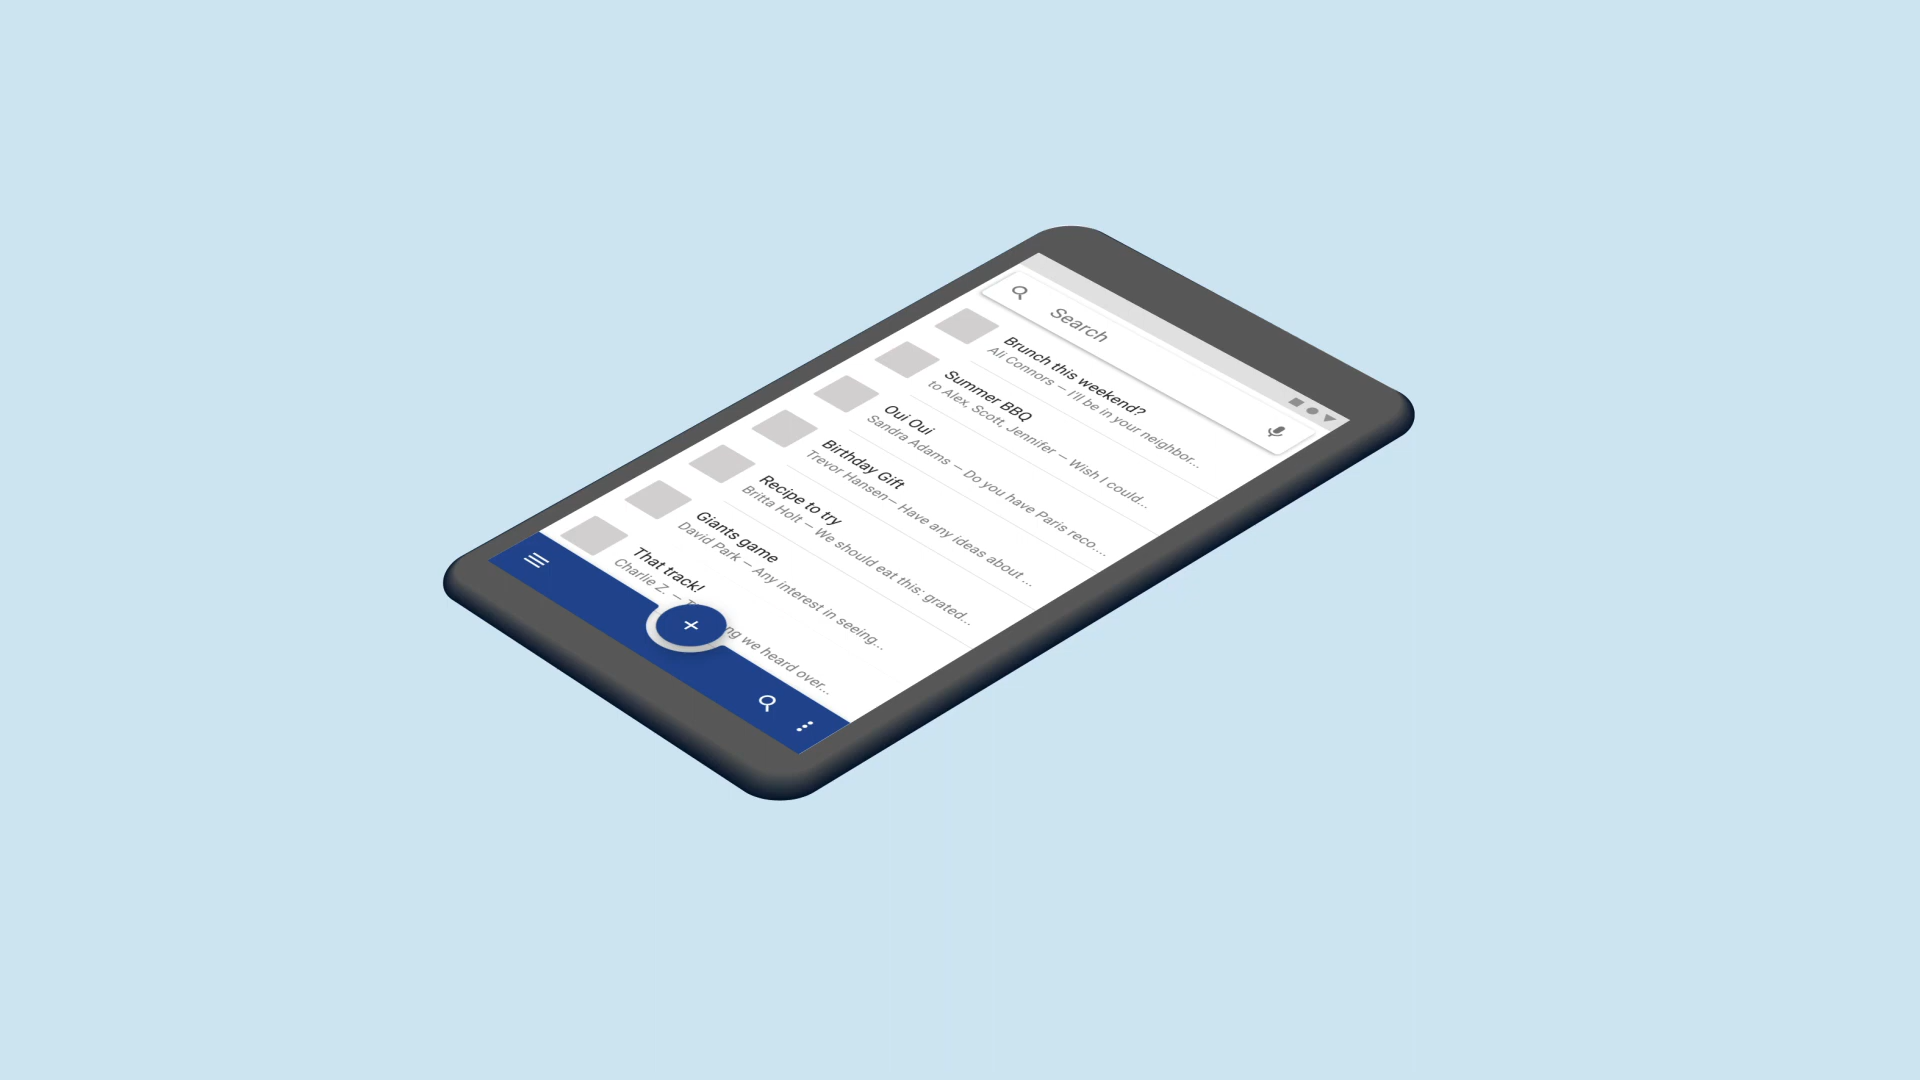 Search
Brunch this weekend?
Ali Connors – I'll be in your neighbor...
Summer BBQ
to Alex, Scott, Jennifer – Wish I could...
Oui Oui
Sandra Adams – Do you have Paris reco...
Birthday Gift
Trevor Hansen– Have any ideas about ...
Recipe to try
Britta Holt – We should eat this: grated...
Giants game
David Park – Any interest in seeing...
That track!
Charlie Z. – we heard over...